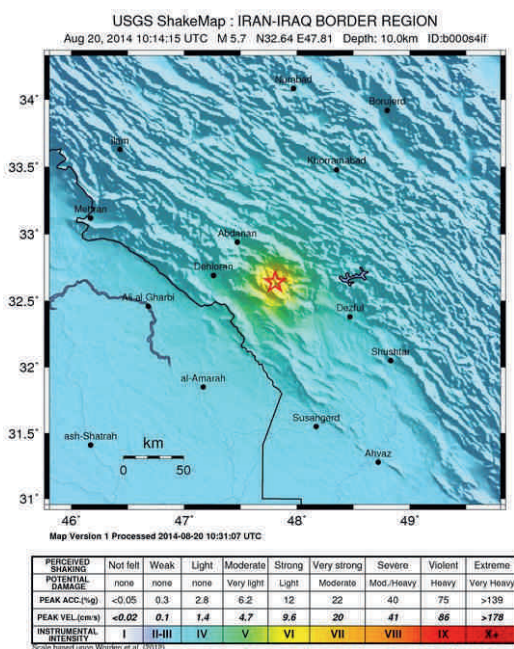 USGS ShakeMap : IRAN-IRAQ BORDER REGION
Aug 20, 2014 10:14:15 UTC M 5.7 N32.64 E47.81 Depth: 10.0km ID:b000s4if
34°
33.5°
33°
32.5°
32°
31.5°
31°
Nurabad
Borujerd
Ilam
Khorramabad
Mehran
Abdanan
Dehloran
Ali al Gharbi
Dezful
Shushtar
al-Amarah
Susangerd
ash-Shatrah
km
Ahvaz
0 50
46° 47° 48° 49°
Map Version 1 Processed 2014-08-20 10:31:07 UTC
PERCEIVED SHAKING Not felt Weak Light Moderate Strong Very strong Severe Violent Extreme
POTENTIAL DAMAGE none none none Very light Light Moderate Mod./Heavy Heavy Very Heavy
PEAK ACC.(%g) <0.05 0.3 2.8 6.2 12 22 40 75 >139
PEAK VEL.(cm/s) <0.02 0.1 1.4 4.7 9.6 20 41 86 >178
INSTRUMENTAL INTENSITY I II-III IV V VI VII VIII IX X+
Scale based upon Worden et al. (2012)